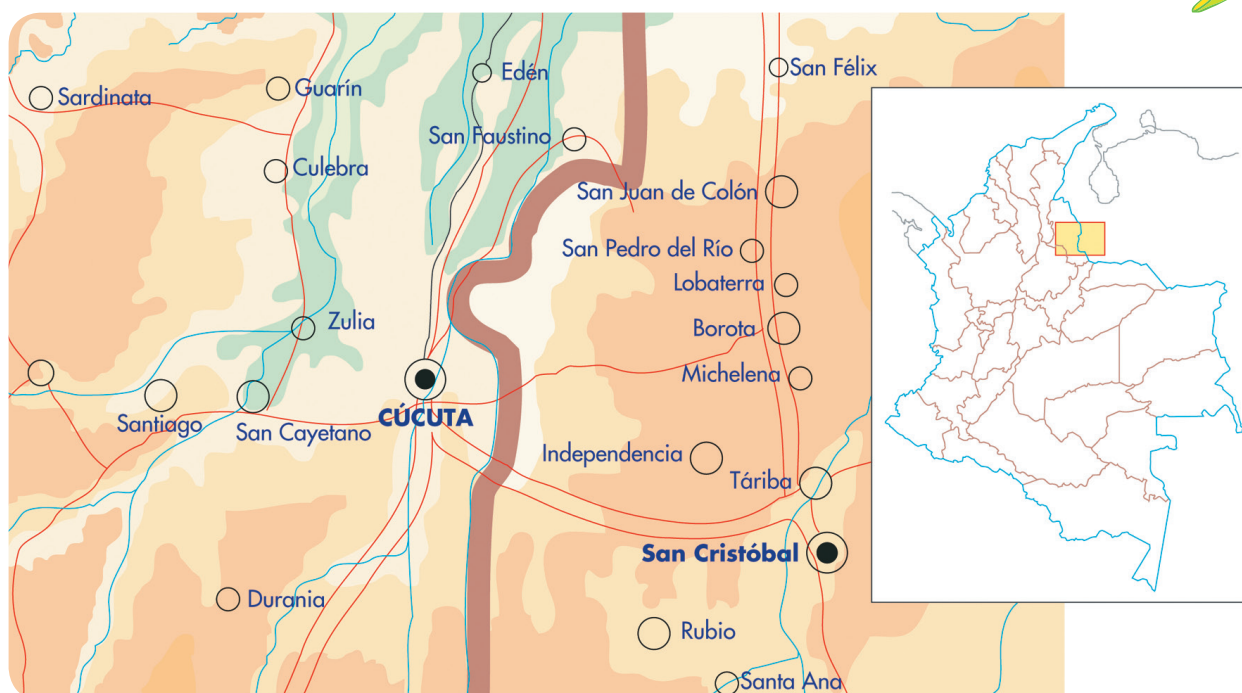 Edén
San Félix
Sardinata
Guarín
San Faustino
Culebra
San Juan de Colón
San Pedro del Río
Lobaterra
Zulia
Borota
Michelena
CÚCUTA
Santiago
San Cayetano
Independencia
Táriba
San Cristóbal
Durania
Rubio
Santa Ana